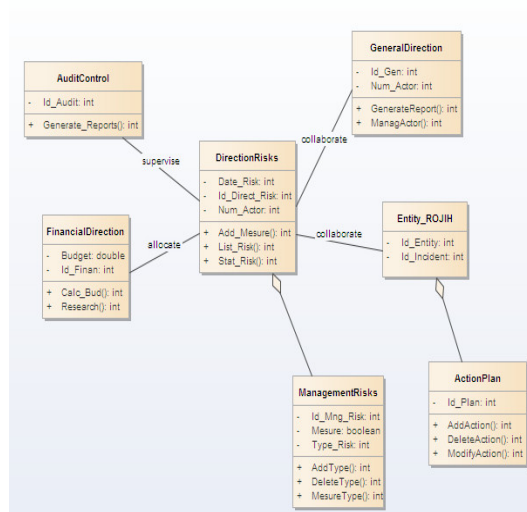 GeneralDirection
- Id_Gen: int
- Num_Actor: int
+ GenerateReport(): int
+ ManagActor(): int
AuditControl
- Id_Audit: int
+ Generate_Reports(): int
collaborate
supervise
DirectionRisks
- Date_Risk: int
- Id_Direct_Risk: int
- Num_Actor: int
+ Add_Mesure(): int
+ List_Risk(): int
+ Stat_Risk(): int
Entity_ROJIH
- Id_Entity: int
- Id_Incident: int
collaborate
FinancialDirection
- Budget: double
- Id_Finan: int
+ Calc_Bud(): int
+ Research(): int
allocate
ManagementRisks
- Id_Mng_Risk: int
- Mesure: boolean
- Type_Risk: int
+ AddType(): int
+ DeleteType(): int
+ MesureType(): int
ActionPlan
- Id_Plan: int
+ AddAction(): int
+ DeleteAction(): int
+ ModifyAction(): int